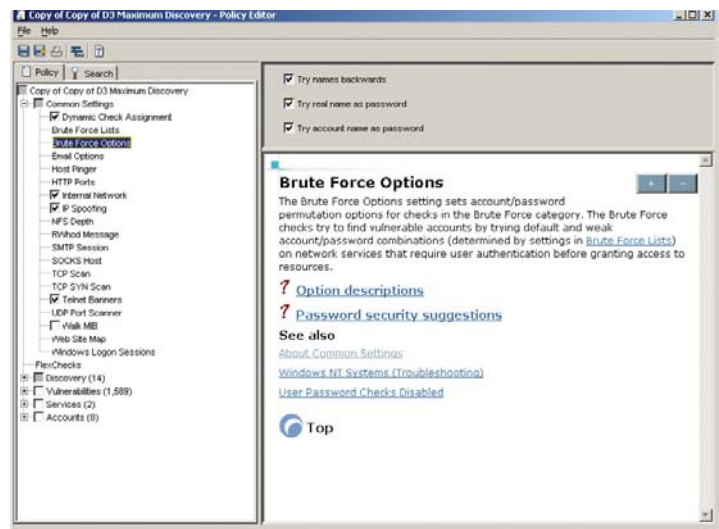 Copy of Copy of D3 Maximum Discovery - Policy Editor
File Help
Policy Search
Copy of Copy of D3 Maximum Discovery
Common Settings
Dynamic Check Assignment
Brute Force Lists
Brute Force Options
Email Options
Host Pinger
HTTP Ports
Internal Network
IP Spoofing
NFS Depth
RWhod Message
SMTP Session
SOCKS Host
TCP Scan
TCP SYN Scan
Telnet Banners
UDP Port Scanner
Walk MIB
Web Site Map
Windows Logon Sessions
FlexChecks
Discovery (14)
Vulnerabilities (1,589)
Services (2)
Accounts (8)
Try names backwards
Try real name as password
Try account name as password
Brute Force Options
The Brute Force Options setting sets account/password
permutation options for checks in the Brute Force category. The Brute Force
checks try to find vulnerable accounts by trying default and weak
account/password combinations (determined by settings in Brute Force Lists)
on network services that require user authentication before granting access to
resources.
? Option descriptions
? Password security suggestions
See also
About Common Settings
Windows NT Systems (Troubleshooting)
User Password Checks Disabled
Top